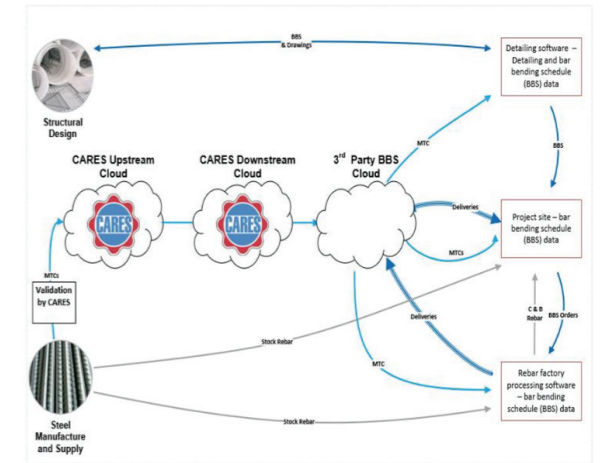 BBS
& Drawings
Detailing software –
Detailing and bar
bending schedule
(BBS) data
Structural
Design
MTC
BBS
CARES Upstream
Cloud
CARES Downstream
Cloud
3rd Party BBS
Cloud
CARES
CARES
Deliveries
Project site – bar
bending schedule
(BBS) data
MTCs
MTCs
Validation
by CARES
C & B
Rebar
BBS Orders
Deliveries
Stock Rebar
MTC
Rebar factory
processing software
– bar bending
schedule (BBS) data
Stock Rebar
Steel
Manufacture
and Supply